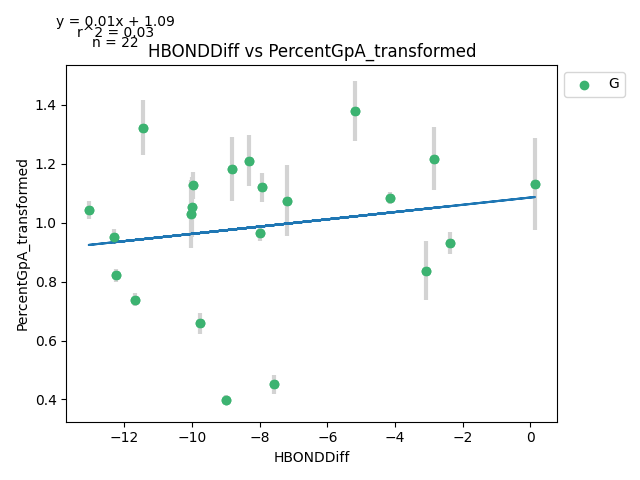 y = 0.01x + 1.09
r^2 = 0.03
n = 22
HBONDDiff vs PercentGpA_transformed
G
1.4
1.2
1.0
0.8
0.6
0.4
PercentGpA_transformed
−12
−10
−8
−6
−4
−2
0
HBONDDiff